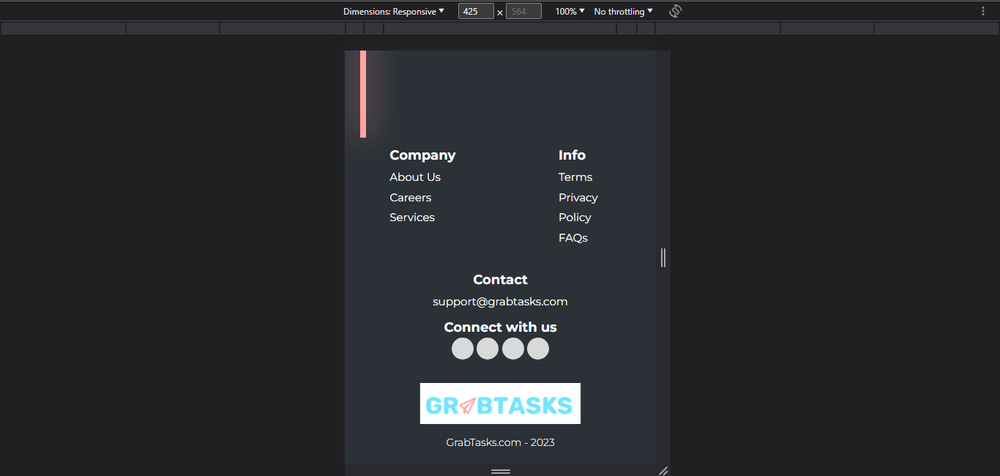 Dimensions: Responsive 425 × 564 100% No throttling
Company
About Us
Careers
Services
Info
Terms
Privacy
Policy
FAQs
Contact
support@grabtasks.com
Connect with us
GRABTASKS
GrabTasks.com - 2023